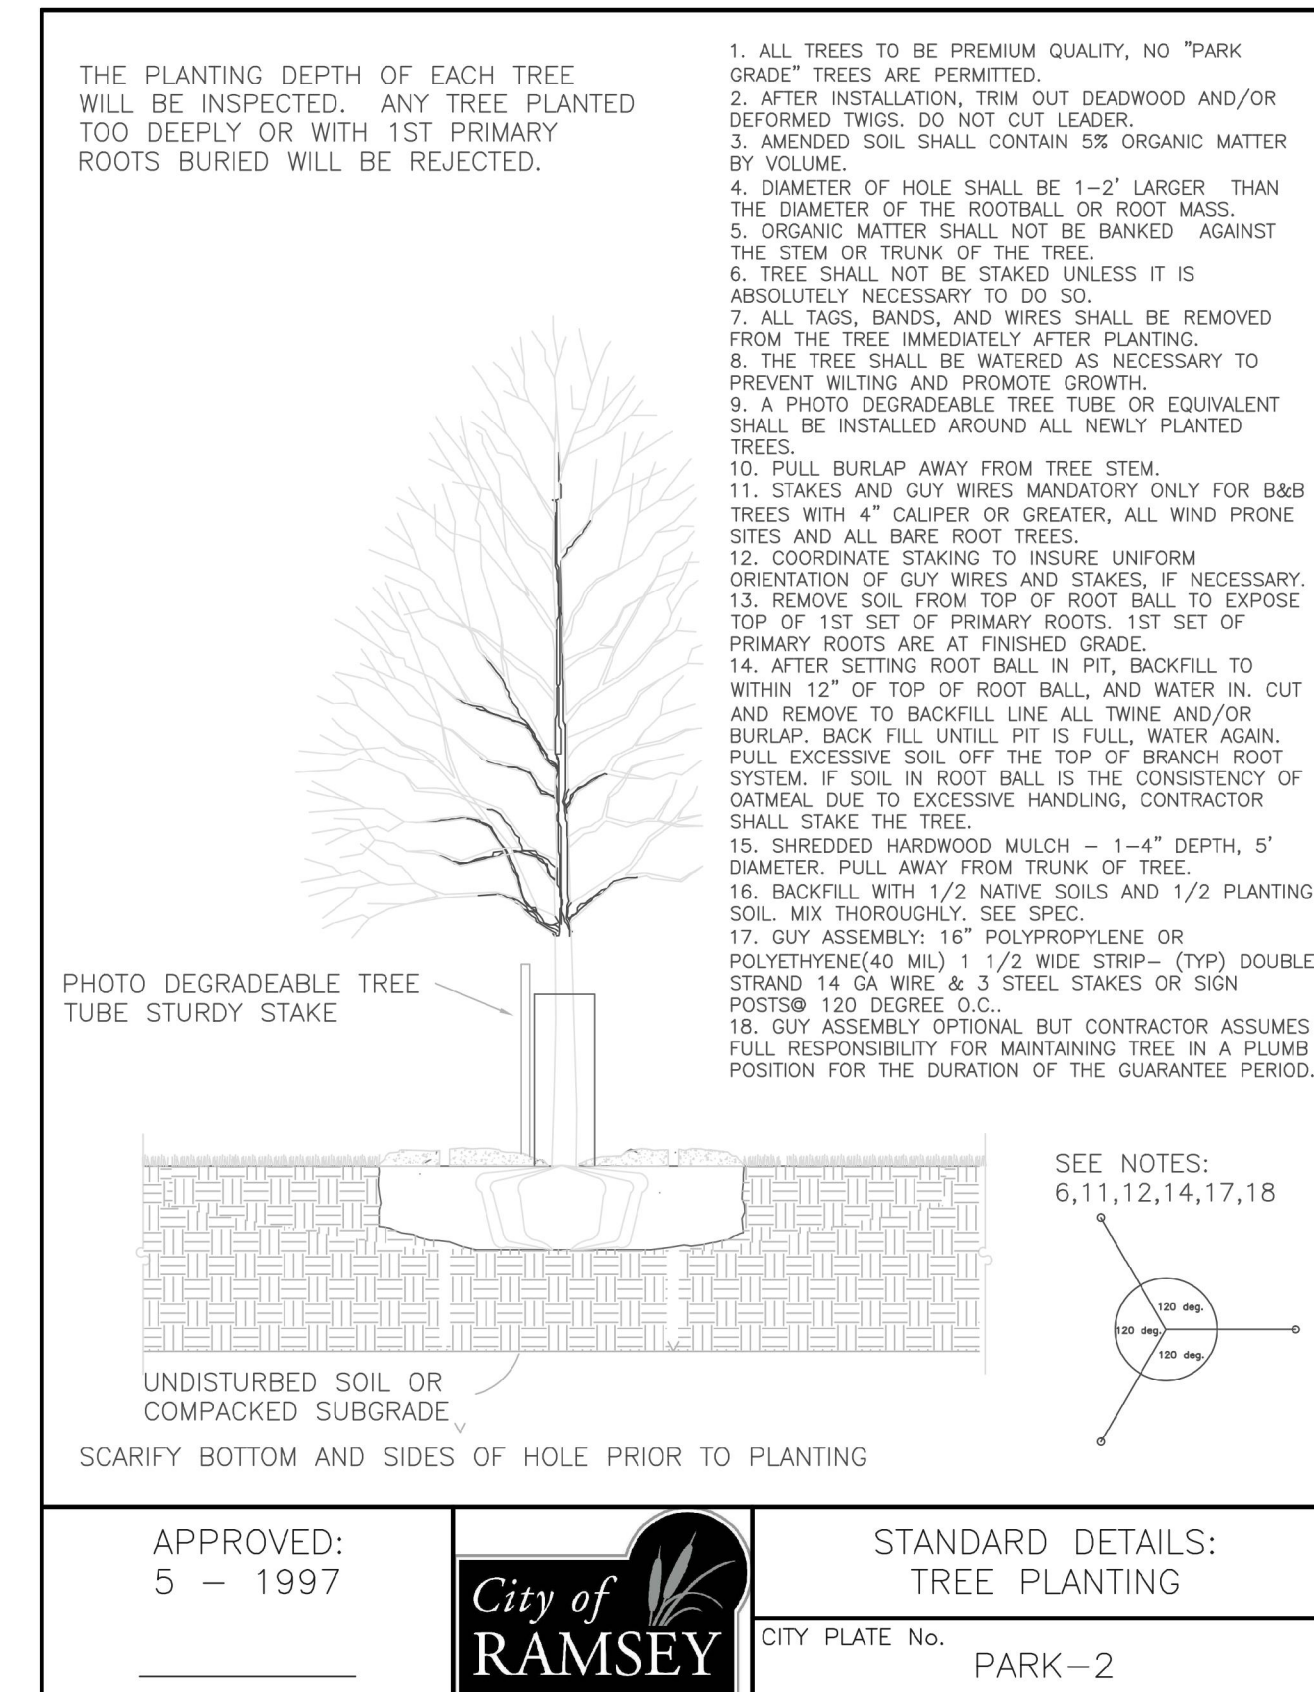 THE PLANTING DEPTH OF EACH TREE
WILL BE INSPECTED. ANY TREE PLANTED
TOO DEEPLY OR WITH 1ST PRIMARY
ROOTS BURIED WILL BE REJECTED.
1. ALL TREES TO BE PREMIUM QUALITY, NO "PARK
GRADE" TREES ARE PERMITTED.
2. AFTER INSTALLATION, TRIM OUT DEADWOOD AND/OR
DEFORMED TWIGS. DO NOT CUT LEADER.
3. AMENDED SOIL SHALL CONTAIN 5% ORGANIC MATTER
BY VOLUME.
4. DIAMETER OF HOLE SHALL BE 1-2' LARGER THAN
THE DIAMETER OF THE ROOTBALL OR ROOT MASS.
5. ORGANIC MATTER SHALL NOT BE BANKED AGAINST
THE STEM OR TRUNK OF THE TREE.
6. TREE SHALL NOT BE STAKED UNLESS IT IS
ABSOLUTELY NECESSARY TO DO SO.
7. ALL TAGS, BANDS, AND WIRES SHALL BE REMOVED
FROM THE TREE IMMEDIATELY AFTER PLANTING.
8. THE TREE SHALL BE WATERED AS NECESSARY TO
PREVENT WILTING AND PROMOTE GROWTH.
9. A PHOTO DEGRADEABLE TREE TUBE OR EQUIVALENT
SHALL BE INSTALLED AROUND ALL NEWLY PLANTED
TREES.
10. PULL BURLAP AWAY FROM TREE STEM.
11. STAKES AND GUY WIRES MANDATORY ONLY FOR B&B
TREES WITH 4" CALIPER OR GREATER, ALL WIND PRONE
SITES AND ALL BARE ROOT TREES.
12. COORDINATE STAKING TO INSURE UNIFORM
ORIENTATION OF GUY WIRES AND STAKES, IF NECESSARY.
13. REMOVE SOIL FROM TOP OF ROOT BALL TO EXPOSE
TOP OF 1ST SET OF PRIMARY ROOTS. 1ST SET OF
PRIMARY ROOTS ARE AT FINISHED GRADE.
14. AFTER SETTING ROOT BALL IN PIT, BACKFILL TO
WITHIN 12" OF TOP OF ROOT BALL, AND WATER IN. CUT
AND REMOVE TO BACKFILL LINE ALL TWINE AND/OR
BURLAP. BACK FILL UNTILL PIT IS FULL, WATER AGAIN.
PULL EXCESSIVE SOIL OFF THE TOP OF BRANCH ROOT
SYSTEM. IF SOIL IN ROOT BALL IS THE CONSISTENCY OF
OATMEAL DUE TO EXCESSIVE HANDLING, CONTRACTOR
SHALL STAKE THE TREE.
15. SHREDDED HARDWOOD MULCH - 1-4" DEPTH, 5'
DIAMETER. PULL AWAY FROM TRUNK OF TREE.
16. BACKFILL WITH 1/2 NATIVE SOILS AND 1/2 PLANTING
SOIL. MIX THOROUGHLY. SEE SPEC.
17. GUY ASSEMBLY: 16" POLYPROPYLENE OR
POLYETHYENE(40 MIL) 1 1/2 WIDE STRIP- (TYP) DOUBLE
STRAND 14 GA WIRE & 3 STEEL STAKES OR SIGN
POSTS@ 120 DEGREE O.C..
18. GUY ASSEMBLY OPTIONAL BUT CONTRACTOR ASSUMES
FULL RESPONSIBILITY FOR MAINTAINING TREE IN A PLUMB
POSITION FOR THE DURATION OF THE GUARANTEE PERIOD.
PHOTO DEGRADEABLE TREE
TUBE STURDY STAKE
SEE NOTES:
6,11,12,14,17,18
120 deg.
120 deg.
120 deg.
UNDISTURBED SOIL OR
COMPACKED SUBGRADE
SCARIFY BOTTOM AND SIDES OF HOLE PRIOR TO PLANTING
APPROVED:
5 - 1997
City of
RAMSEY
STANDARD DETAILS:
TREE PLANTING
CITY PLATE No.
PARK-2